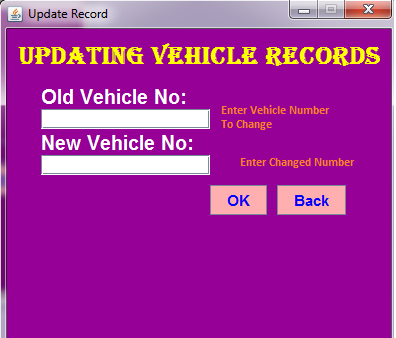 Update Record
UPDATING VEHICLE RECORDS
Old Vehicle No:
Enter Vehicle Number
To Change
New Vehicle No:
Enter Changed Number
OK
Back